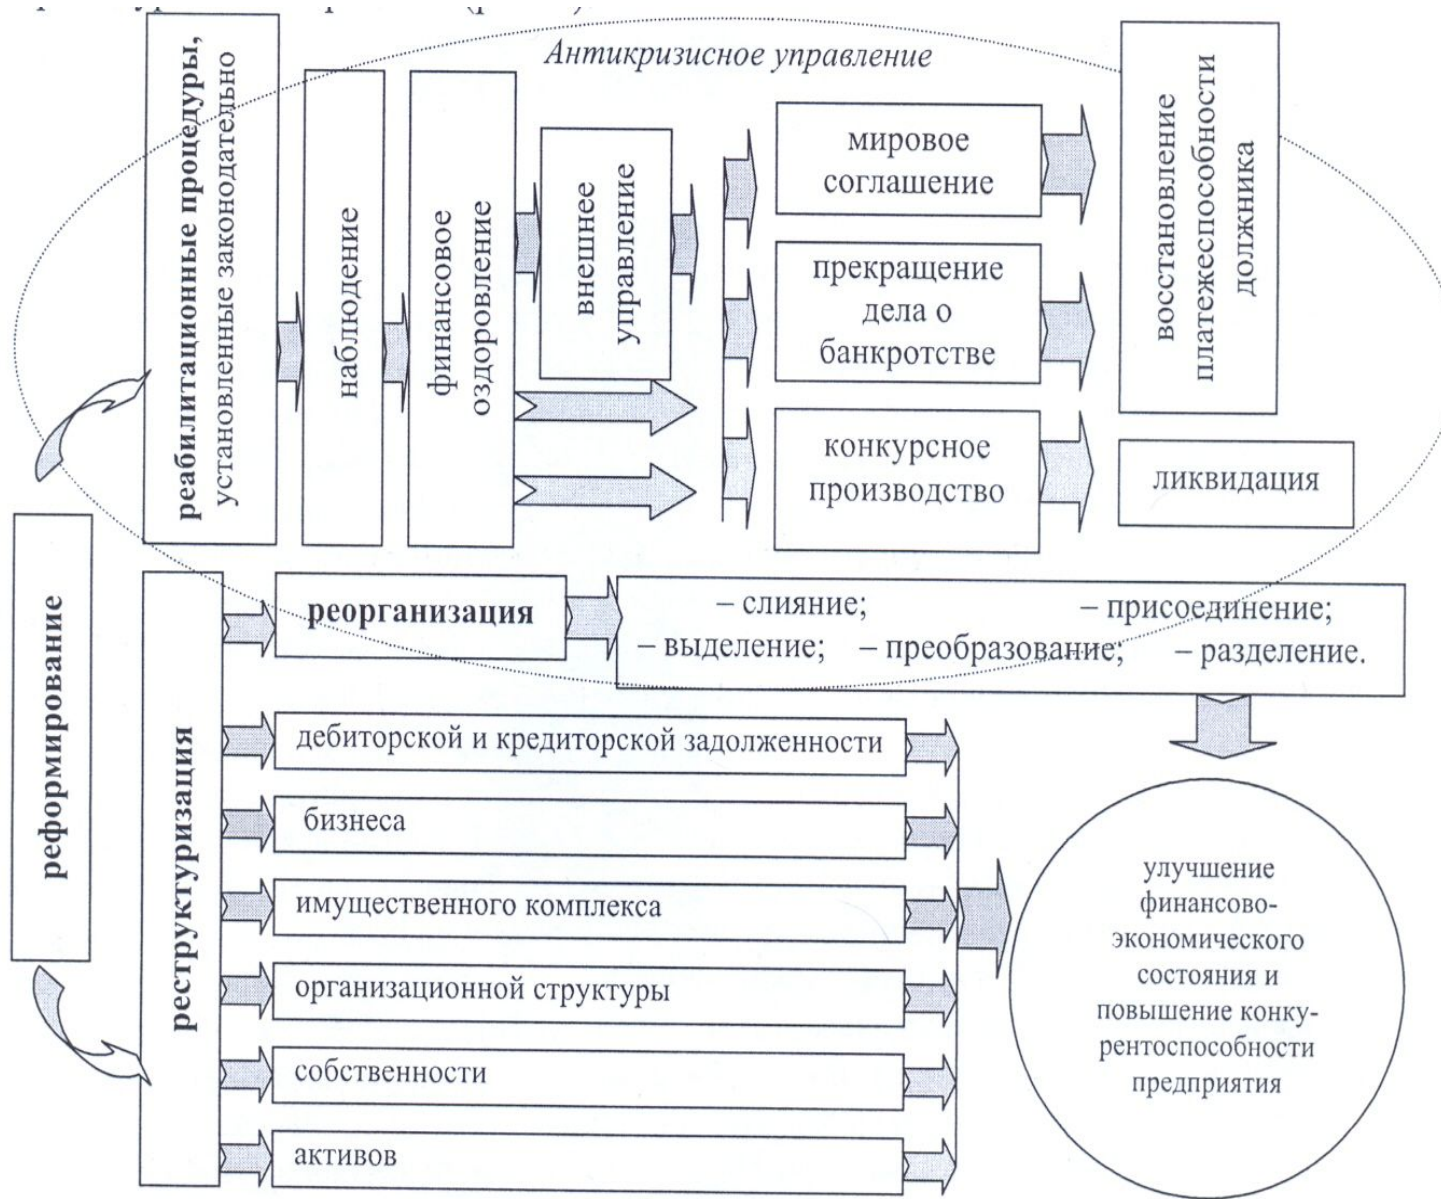 Антикризисное управление
реабилитационные процедуры,
установленные законодательно
наблюдение
финансовое
оздоровление
внешнее
управление
мировое
соглашение
прекращение
дела о
банкротстве
конкурсное
производство
восстановление
платежеспособности
должника
ликвидация
реформирование
реструктуризация
реорганизация
– слияние; – присоединение;
– выделение; – преобразование; – разделение.
дебиторской и кредиторской задолженности
бизнеса
имущественного комплекса
организационной структуры
собственности
активов
улучшение
финансово-
экономического
состояния и
повышение конку-
рентоспособности
предприятия